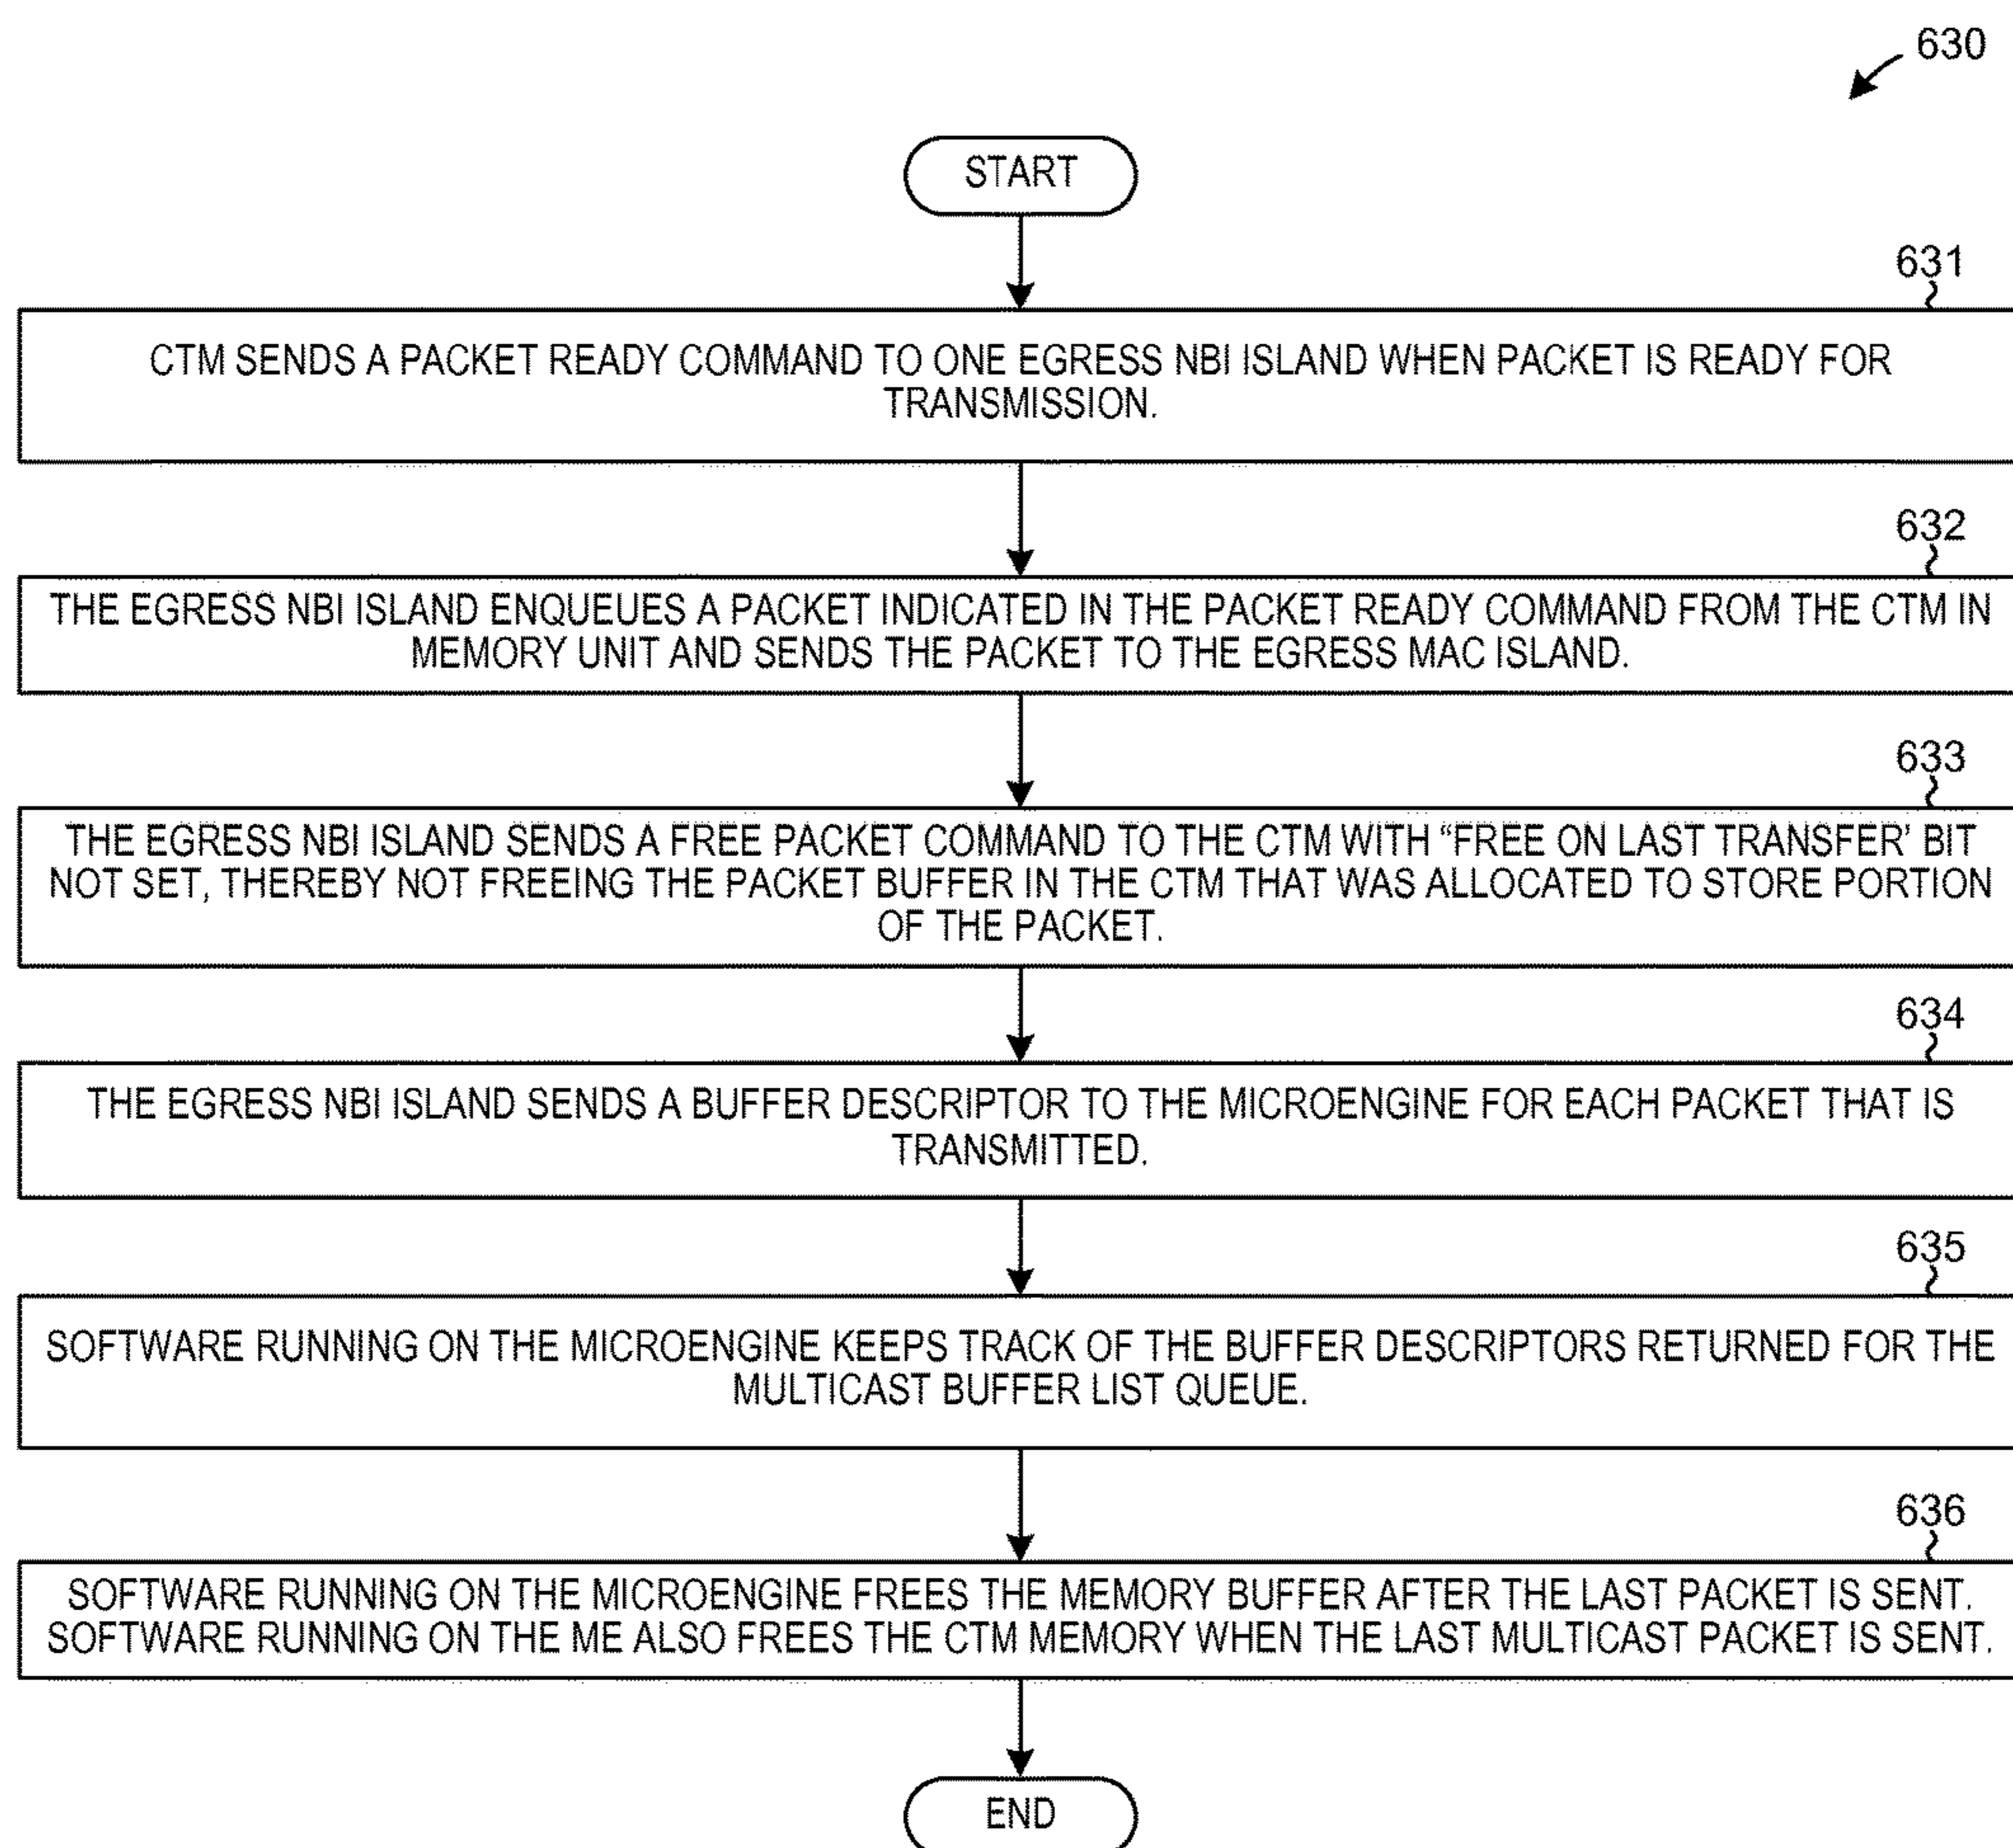 630
START
631
CTM SENDS A PACKET READY COMMAND TO ONE EGRESS NBI ISLAND WHEN PACKET IS READY FOR
TRANSMISSION.
632
THE EGRESS NBI ISLAND ENQUEUES A PACKET INDICATED IN THE PACKET READY COMMAND FROM THE CTM IN
MEMORY UNIT AND SENDS THE PACKET TO THE EGRESS MAC ISLAND.
633
THE EGRESS NBI ISLAND SENDS A FREE PACKET COMMAND TO THE CTM WITH “FREE ON LAST TRANSFER' BIT
NOT SET, THEREBY NOT FREEING THE PACKET BUFFER IN THE CTM THAT WAS ALLOCATED TO STORE PORTION
OF THE PACKET.
634
THE EGRESS NBI ISLAND SENDS A BUFFER DESCRIPTOR TO THE MICROENGINE FOR EACH PACKET THAT IS
TRANSMITTED.
635
SOFTWARE RUNNING ON THE MICROENGINE KEEPS TRACK OF THE BUFFER DESCRIPTORS RETURNED FOR THE
MULTICAST BUFFER LIST QUEUE.
636
SOFTWARE RUNNING ON THE MICROENGINE FREES THE MEMORY BUFFER AFTER THE LAST PACKET IS SENT.
SOFTWARE RUNNING ON THE ME ALSO FREES THE CTM MEMORY WHEN THE LAST MULTICAST PACKET IS SENT.
END